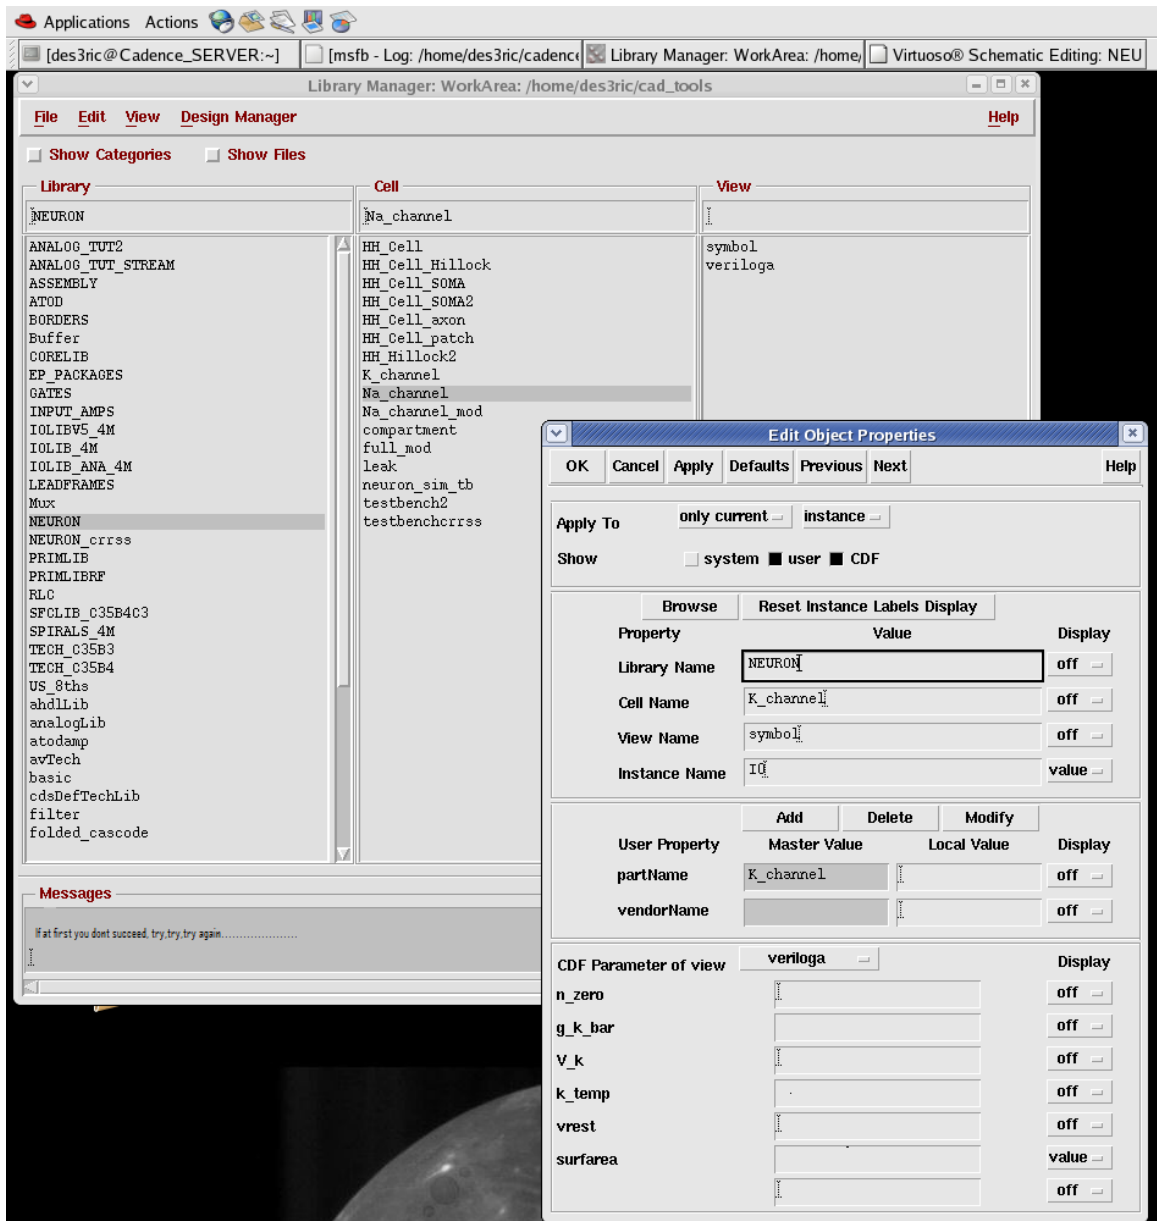 Applications Actions
[des3ric@Cadence_SERVER:~] [msfb - Log: /home/des3ric/cadence Library Manager: WorkArea: /home/ Virtuoso® Schematic Editing: NEU
Library Manager: WorkArea: /home/des3ric/cad_tools
File Edit View Design Manager Help
Show Categories Show Files
Library Cell View
NEURON Na_channel
ANALOG_TUT2
ANALOG_TUT_STREAM
ASSEMBLY
ATOD
BORDERS
Buffer
CORELIB
EP_PACKAGES
GATES
INPUT_AMPS
IOLIBV5_4M
IOLIB_4M
IOLIB_ANA_4M
LEADFRAMES
Mux
NEURON
NEURON_crrss
PRIMLIB
PRIMLIBRF
RLC
SFCLIB_C35B4C3
SPIRALS_4M
TECH_C35B3
TECH_C35B4
US_8ths
ahdlLib
analogLib
atodamp
avTech
basic
cdsDefTechLib
filter
folded_cascode
HH_Cell
HH_Cell_Hillock
HH_Cell_SOMA
HH_Cell_SOMA2
HH_Cell_axon
HH_Cell_patch
HH_Hillock2
K_channel
Na_channel
Na_channel_mod
compartment
full_mod
leak
neuron_sim_tb
testbench2
testbenchcrrss
symbol
veriloga
Messages
If at first you dont succeed, try,try,try again.....................
Edit Object Properties
OK Cancel Apply Defaults Previous Next Help
Apply To only current instance
Show system user CDF
Browse Reset Instance Labels Display
Property Value Display
Library Name NEURON off
Cell Name K_channel off
View Name symbol off
Instance Name I0 value
Add Delete Modify
User Property Master Value Local Value Display
partName K_channel off
vendorName off
CDF Parameter of view veriloga Display
n_zero off
g_k_bar off
V_k off
k_temp off
vrest off
surfarea value
off